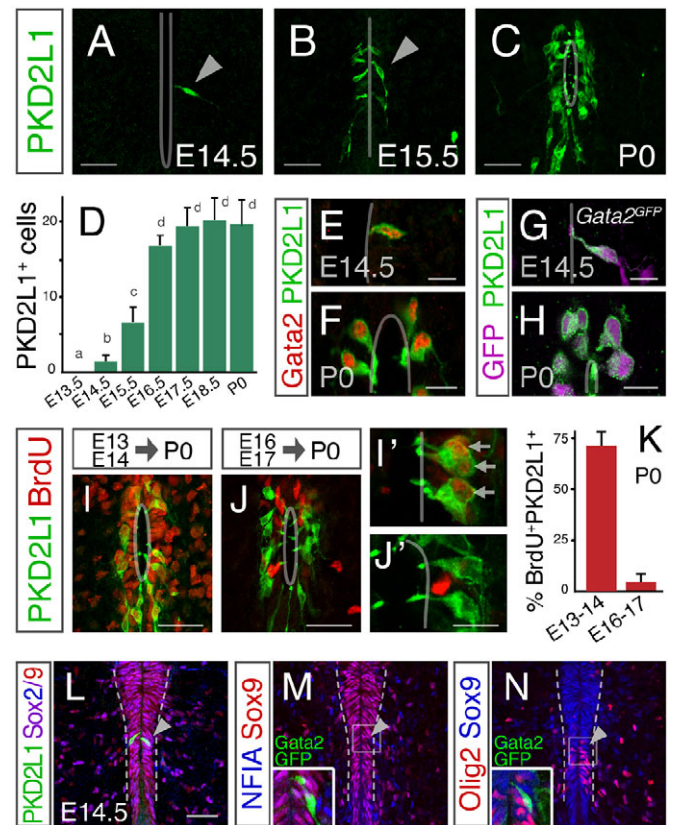 PKD2L1
A
E14.5
B
E15.5
C
P0
PKD2L1+ cells
20
10
0
D
a
b
c
d
d
d
d
E13.5
E14.5
E15.5
E16.5
E17.5
E18.5
P0
Gata2 PKD2L1
E
E14.5
F
P0
GFP PKD2L1
G
Gata2GFP
E14.5
H
P0
PKD2L1 BrdU
E13
E14
P0
I
E16
E17
P0
J
I'
J'
% BrdU+PKD2L1+
75
50
25
0
K
P0
E13-14
E16-17
PKD2L1 Sox2/9
L
E14.5
NFIA Sox9
M
Gata2
GFP
Olig2 Sox9
N
Gata2
GFP